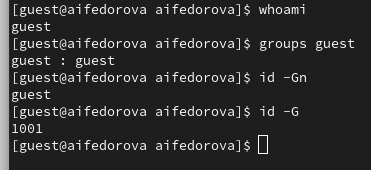 [guest@aifedorova aifedorova]$ whoami
guest
[guest@aifedorova aifedorova]$ groups guest
guest : guest
[guest@aifedorova aifedorova]$ id -Gn
guest
[guest@aifedorova aifedorova]$ id -G
1001
[guest@aifedorova aifedorova]$